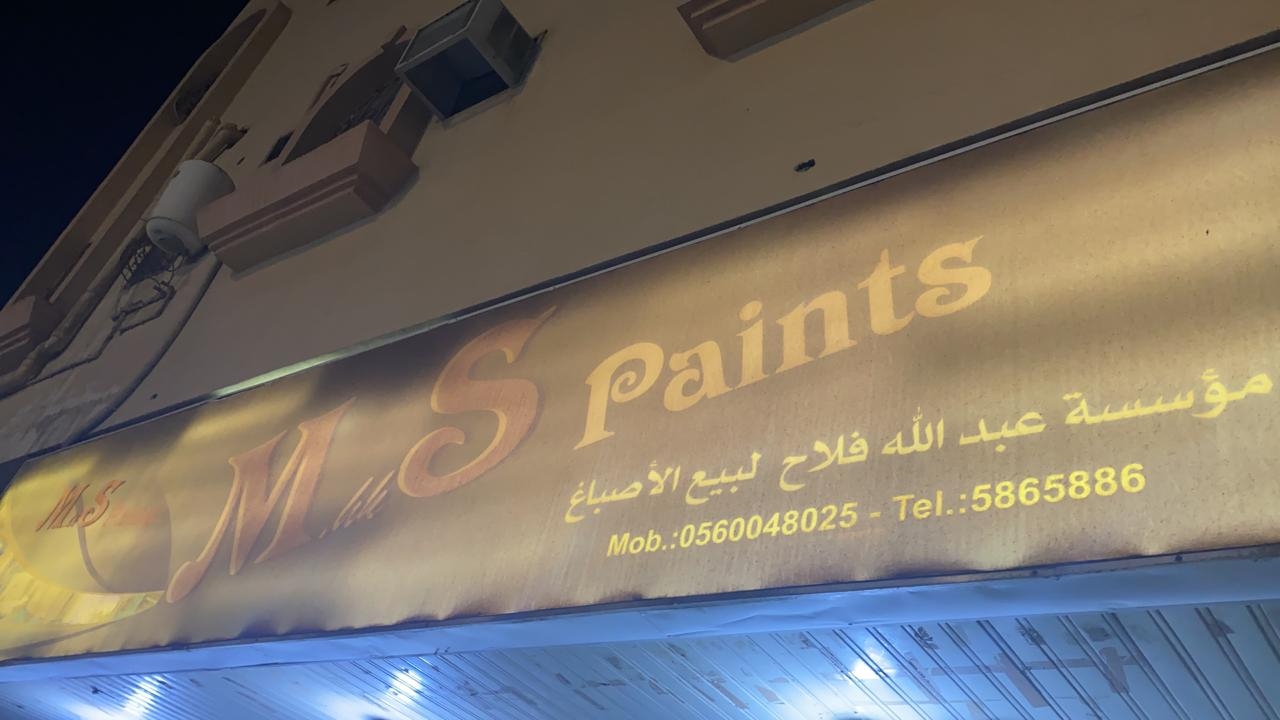 M S Paints
مؤسسة عبد الله فلاح لبيع الأصباغ
Mob.:0560048025 - Tel.:5865886